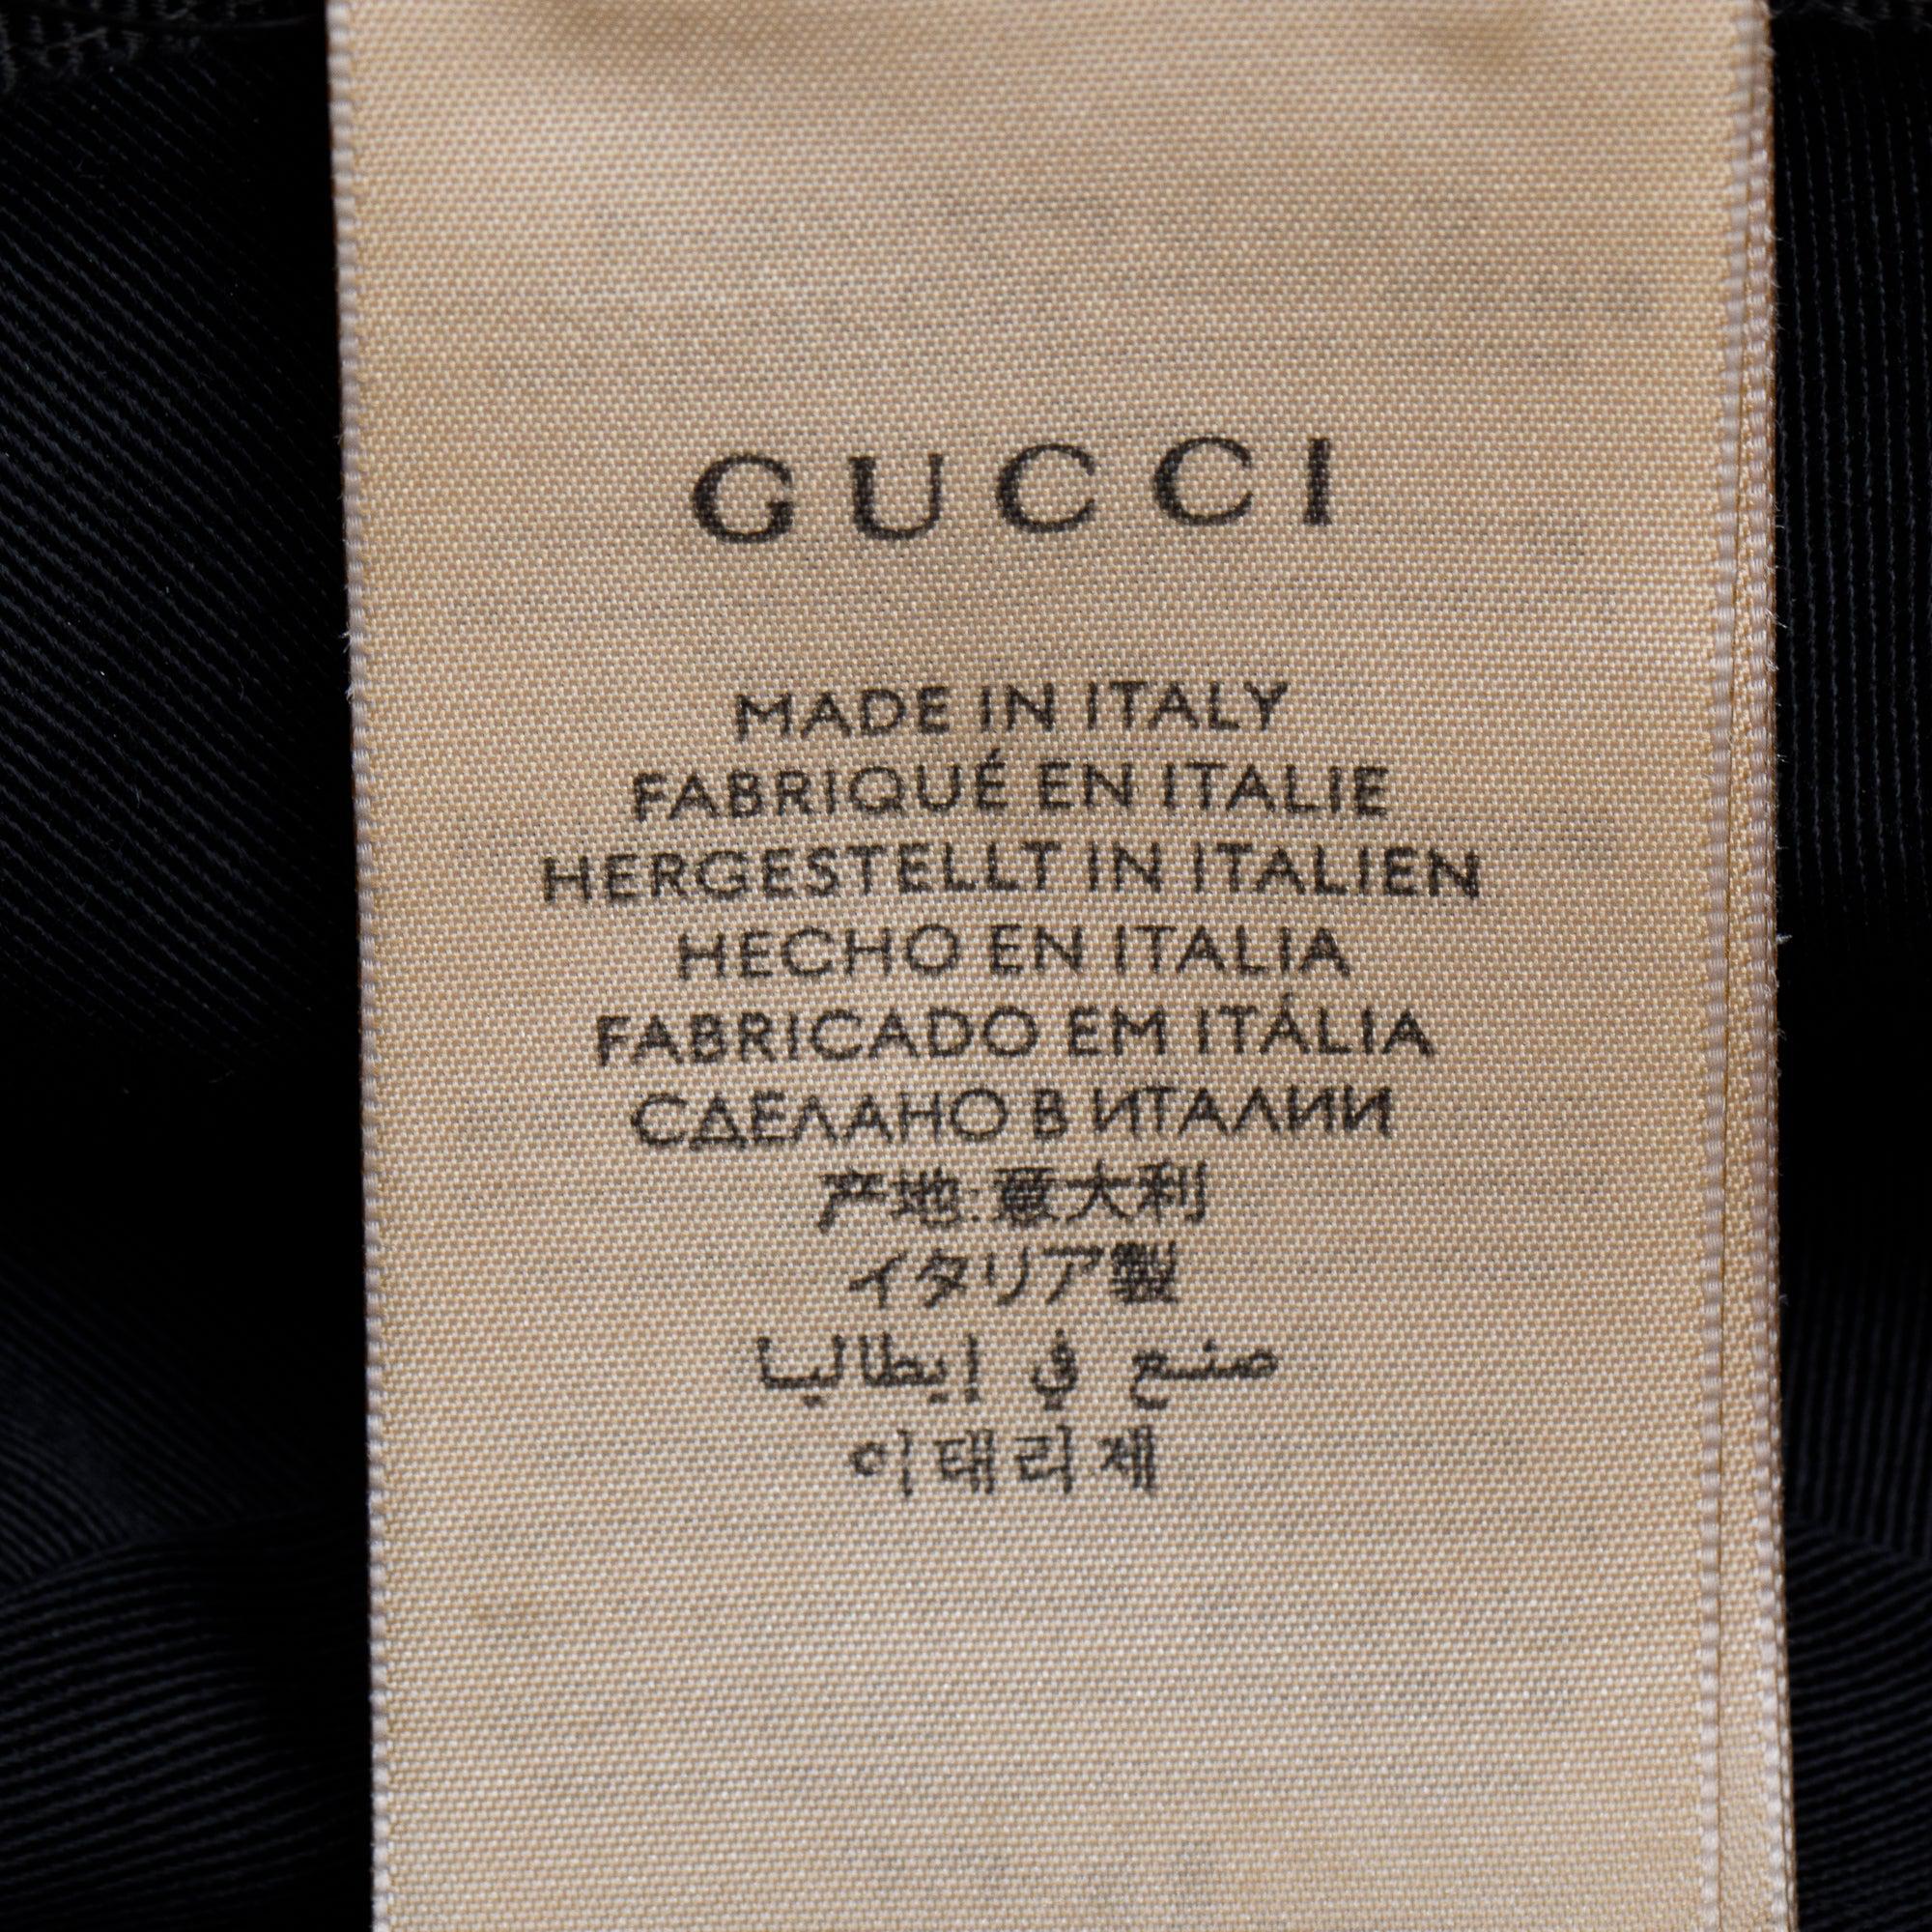 GUCCI
MADE IN ITALY
FABRIQUÉ EN ITALIE
HERGESTELLT IN ITALIEN
HECHO EN ITALIA
FABRICADO EM ITÁLIA
СДЕЛАНО В ИТАЛИИ
产地:意大利
イタリア製
صنع في إيطاليا
이태리제